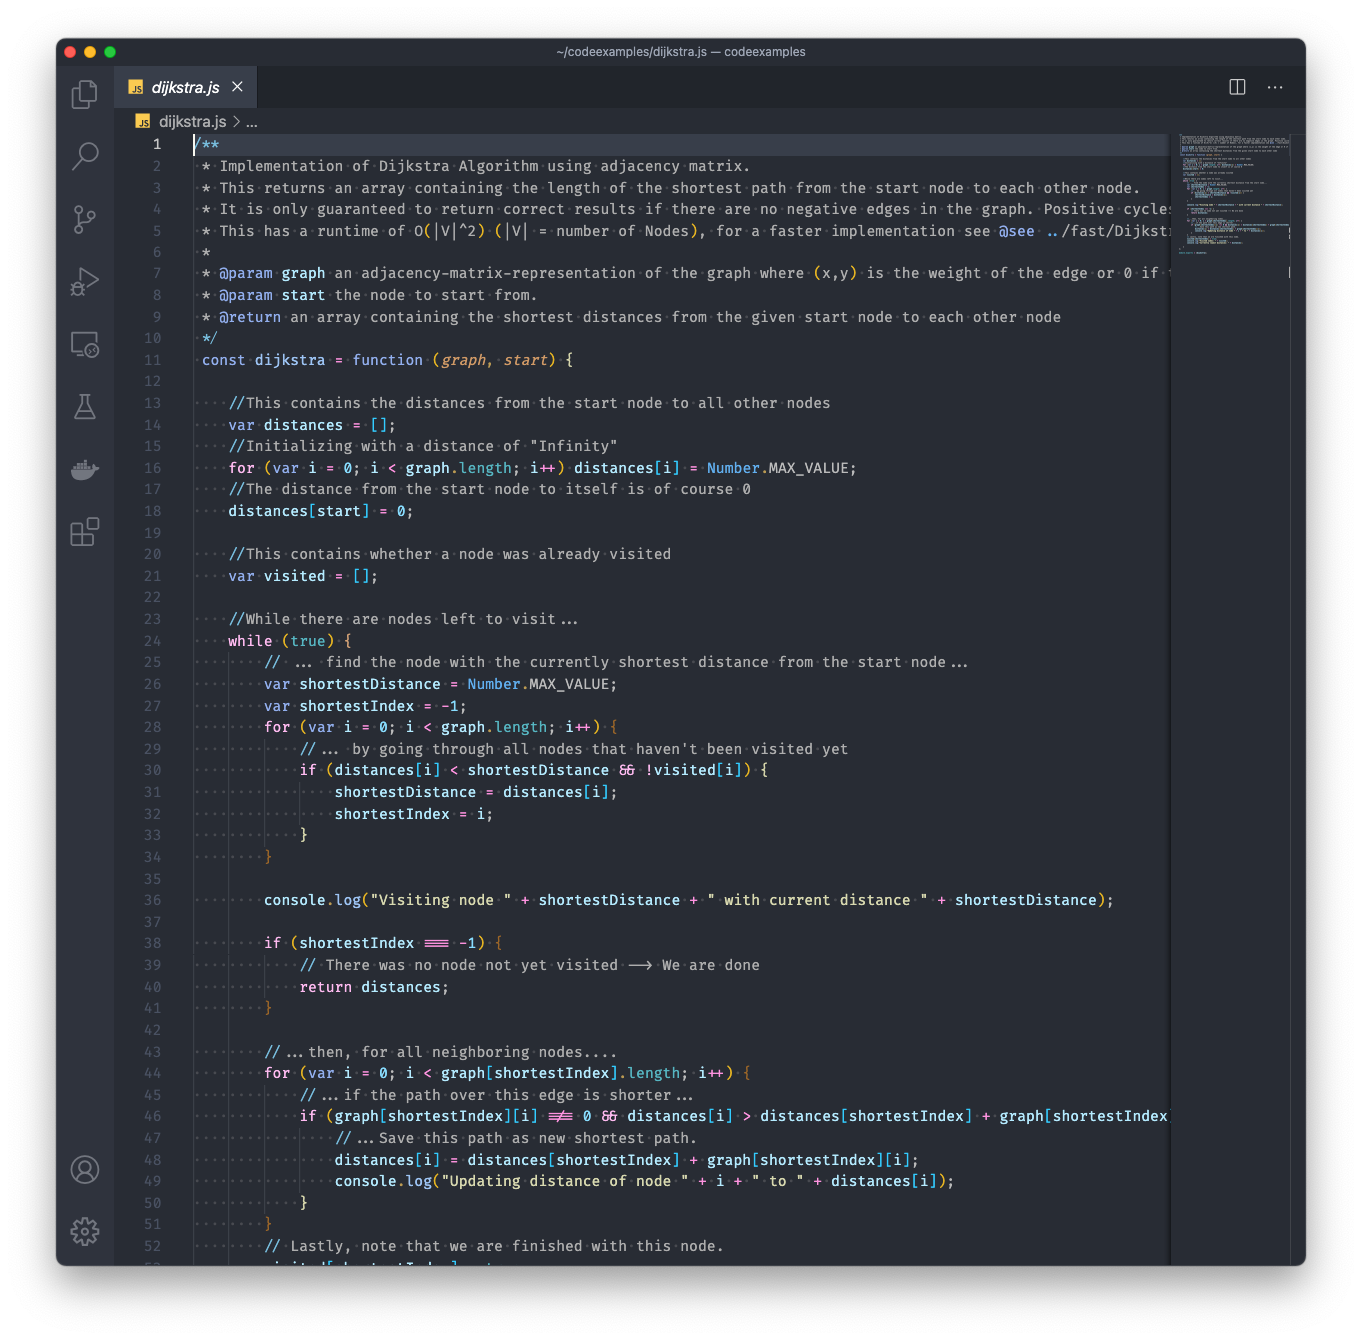 ~/codeexamples/dijkstra.js — codeexamples
JS dijkstra.js
JS dijkstra.js > ...
1 /**
2 * Implementation of Dijkstra Algorithm using adjacency matrix.
3 * This returns an array containing the length of the shortest path from the start node to each other node.
4 * It is only guaranteed to return correct results if there are no negative edges in the graph. Positive cycles
5 * This has a runtime of O(|V|^2) (|V| = number of Nodes), for a faster implementation see @see ../fast/Dijkstr
6 *
7 * @param graph an adjacency-matrix-representation of the graph where (x,y) is the weight of the edge or 0 if
8 * @param start the node to start from.
9 * @return an array containing the shortest distances from the given start node to each other node
10 */
11 const dijkstra = function (graph, start) {
12
13 //This contains the distances from the start node to all other nodes
14 var distances = [];
15 //Initializing with a distance of "Infinity"
16 for (var i = 0; i < graph.length; i++) distances[i] = Number.MAX_VALUE;
17 //The distance from the start node to itself is of course 0
18 distances[start] = 0;
19
20 //This contains whether a node was already visited
21 var visited = [];
22
23 //While there are nodes left to visit...
24 while (true) {
25 // ... find the node with the currently shortest distance from the start node...
26 var shortestDistance = Number.MAX_VALUE;
27 var shortestIndex = -1;
28 for (var i = 0; i < graph.length; i++) {
29 //... by going through all nodes that haven't been visited yet
30 if (distances[i] < shortestDistance && !visited[i]) {
31 shortestDistance = distances[i];
32 shortestIndex = i;
33 }
34 }
35
36 console.log("Visiting node " + shortestDistance + " with current distance " + shortestDistance);
37
38 if (shortestIndex === -1) {
39 // There was no node not yet visited --> We are done
40 return distances;
41 }
42
43 //...then, for all neighboring nodes....
44 for (var i = 0; i < graph[shortestIndex].length; i++) {
45 //...if the path over this edge is shorter...
46 if (graph[shortestIndex][i] !== 0 && distances[i] > distances[shortestIndex] + graph[shortestIndex]
47 //...Save this path as new shortest path.
48 distances[i] = distances[shortestIndex] + graph[shortestIndex][i];
49 console.log("Updating distance of node " + i + " to " + distances[i]);
50 }
51 }
52 // Lastly, note that we are finished with this node.